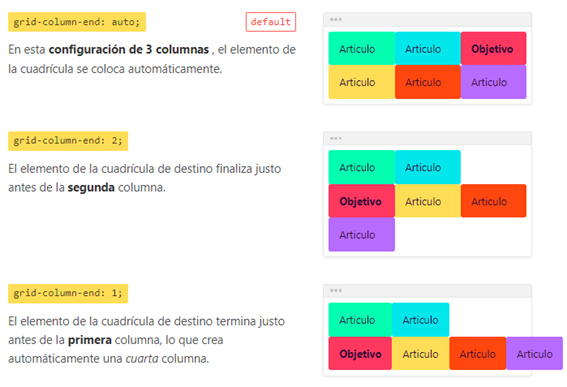 grid-column-end: auto;
default
En esta configuración de 3 columnas , el elemento de
la cuadrícula se coloca automáticamente.
Articulo Articulo Objetivo
Articulo Articulo Articulo
grid-column-end: 2;
El elemento de la cuadrícula de destino finaliza justo
antes de la segunda columna.
Articulo Articulo
Objetivo Articulo Articulo
Articulo
grid-column-end: 1;
El elemento de la cuadrícula de destino termina justo
antes de la primera columna, lo que crea
automáticamente una cuarta columna.
Articulo Articulo
Objetivo Articulo Articulo Articulo